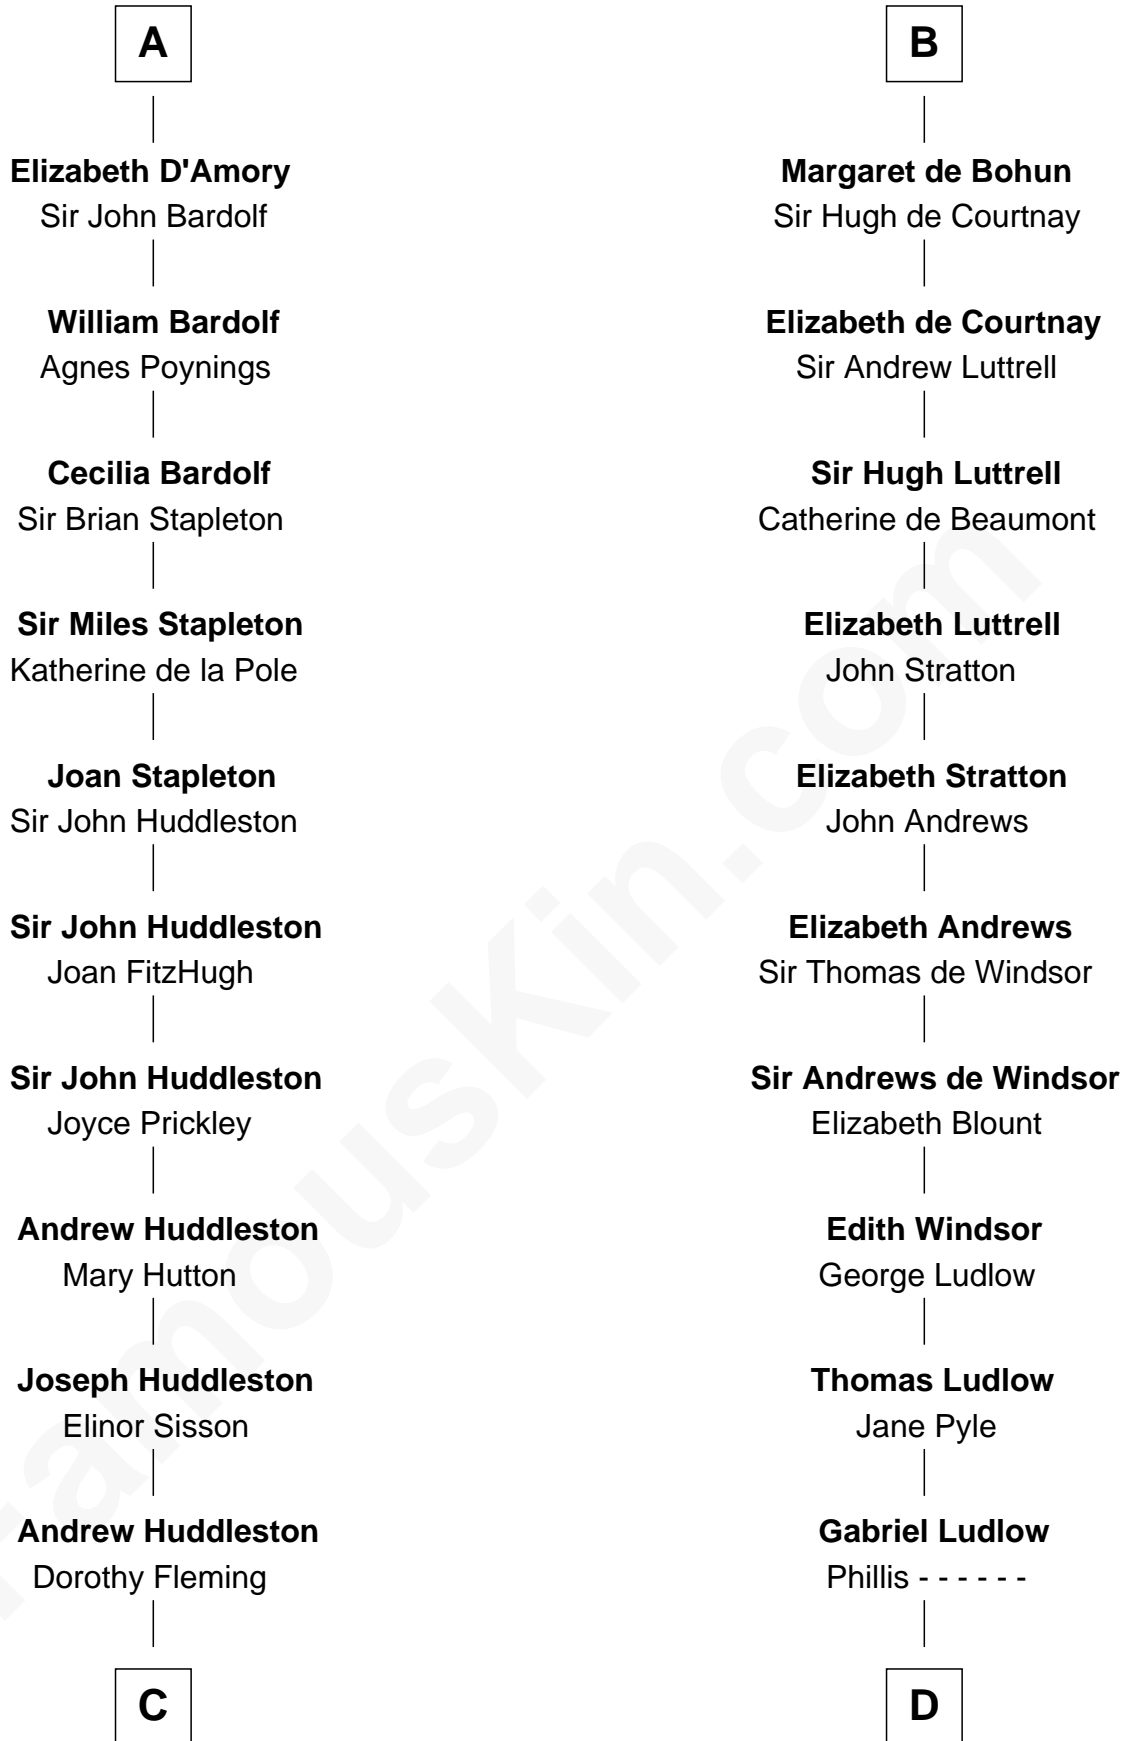 A
Elizabeth D'Amory
Sir John Bardolf
William Bardolf
Agnes Poynings
Cecilia Bardolf
Sir Brian Stapleton
Sir Miles Stapleton
Katherine de la Pole
Joan Stapleton
Sir John Huddleston
Sir John Huddleston
Joan FitzHugh
Sir John Huddleston
Joyce Prickley
Andrew Huddleston
Mary Hutton
Joseph Huddleston
Elinor Sisson
Andrew Huddleston
Dorothy Fleming
C
B
Margaret de Bohun
Sir Hugh de Courtnay
Elizabeth de Courtnay
Sir Andrew Luttrell
Sir Hugh Luttrell
Catherine de Beaumont
Elizabeth Luttrell
John Stratton
Elizabeth Stratton
John Andrews
Elizabeth Andrews
Sir Thomas de Windsor
Sir Andrews de Windsor
Elizabeth Blount
Edith Windsor
George Ludlow
Thomas Ludlow
Jane Pyle
Gabriel Ludlow
Phillis - - - - - -
D
FamousKin.com